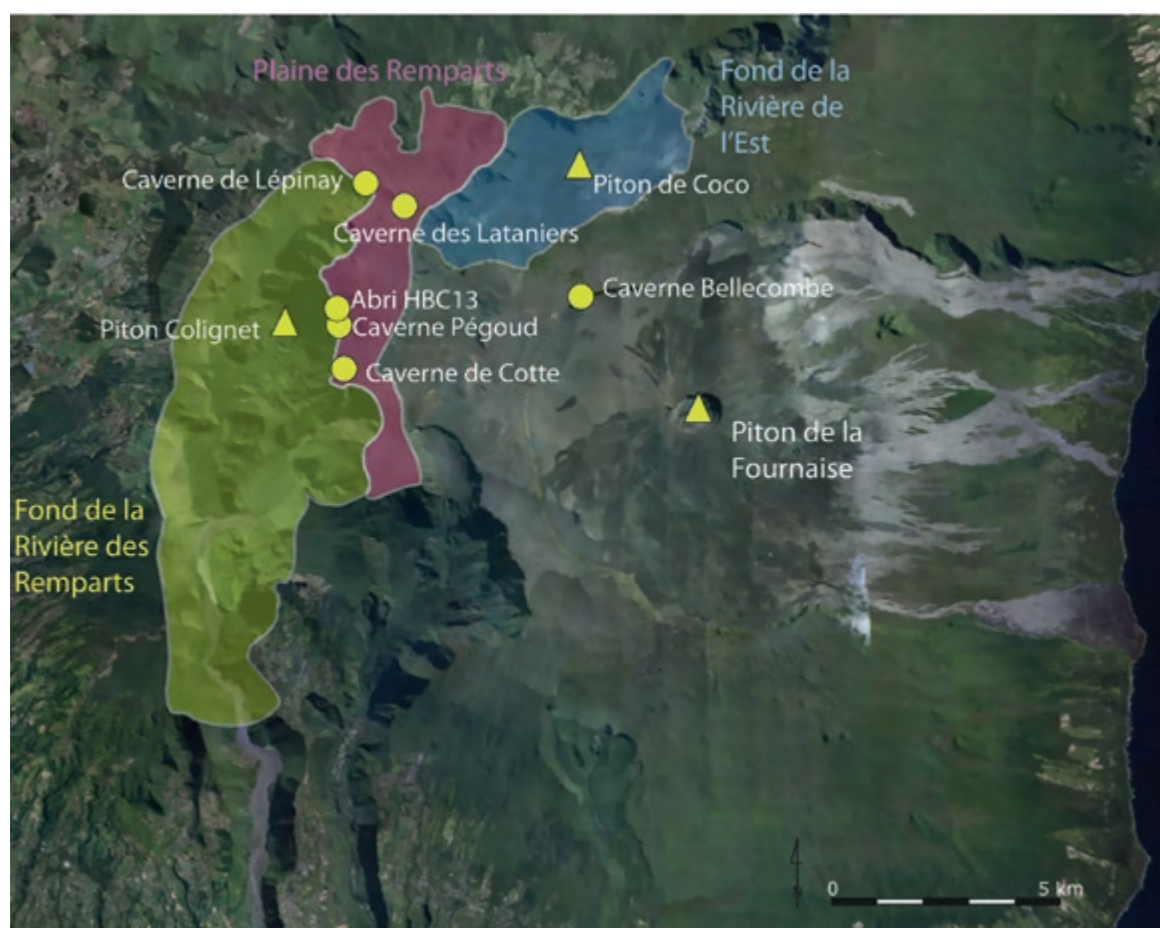 Plaine des Remparts
Fond de la
Rivière de
l'Est
Caverne de Lépinay
Piton de Coco
Caverne des Lataniers
Caverne Bellecombe
Abri HBC13
Piton Colignet
Caverne Pégoud
Caverne de Cotte
Piton de la
Fournaise
Fond de la
Rivière des
Remparts
0
5 km